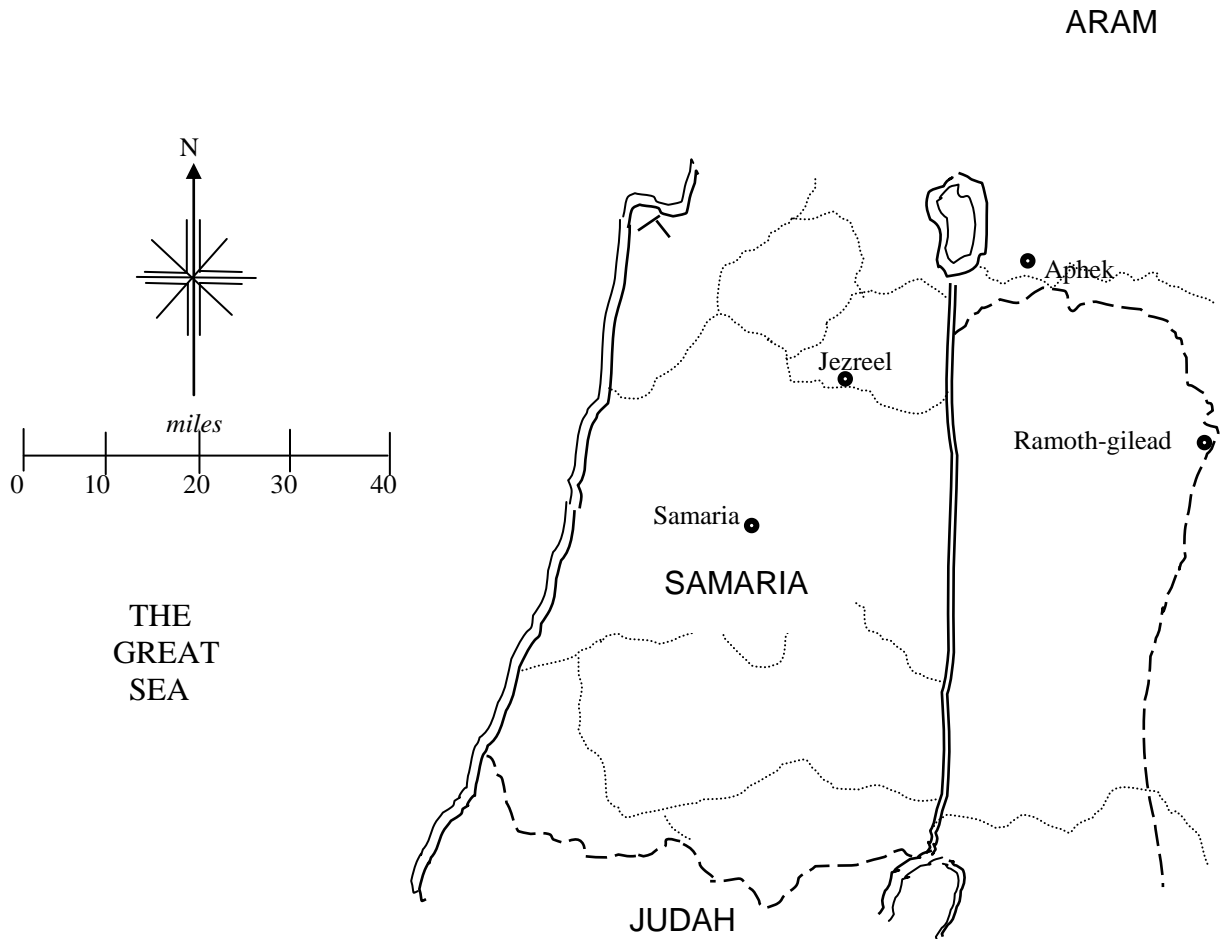 ARAM
N
Aphek
Jezreel
miles
Ramoth-gilead
0 10 20 30 40
Samaria
SAMARIA
THE
GREAT
SEA
JUDAH